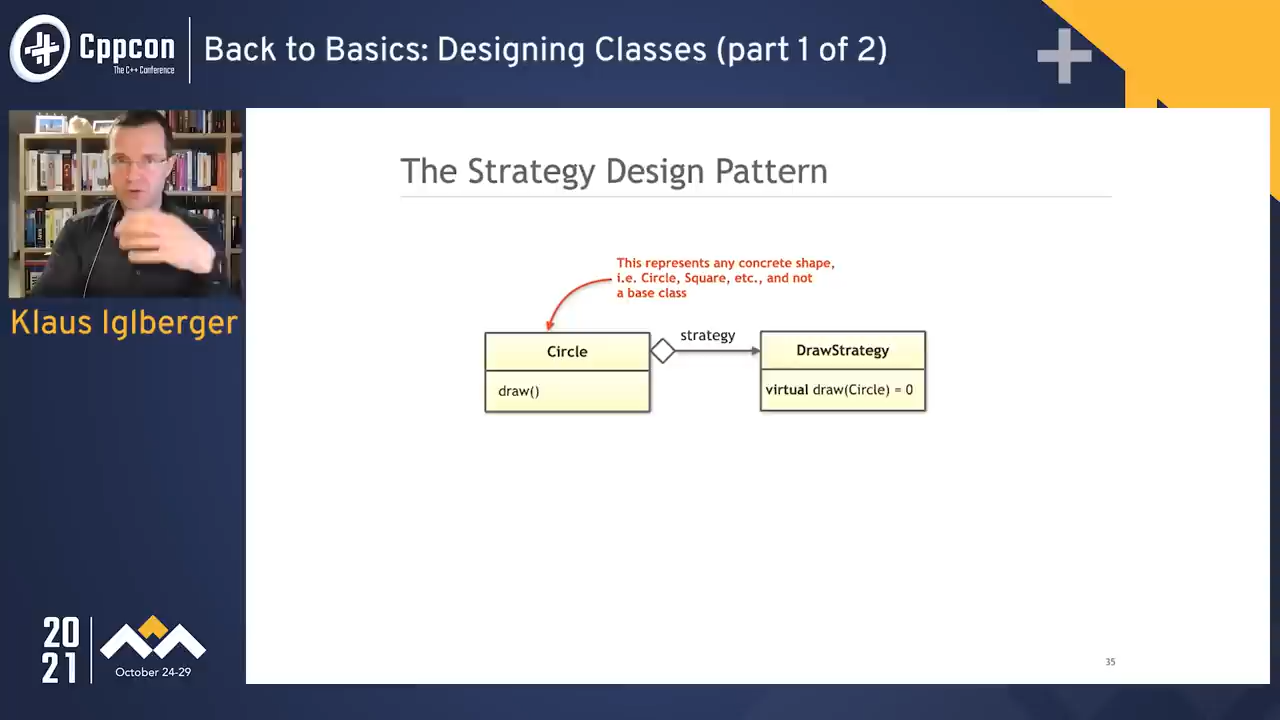 Cppcon
The C++ Conference
Back to Basics: Designing Classes (part 1 of 2)
Klaus Iglberger
The Strategy Design Pattern
This represents any concrete shape,
i.e. Circle, Square, etc., and not
a base class
Circle
draw()
strategy
DrawStrategy
virtual draw(Circle) = 0
35
20
21
October 24-29